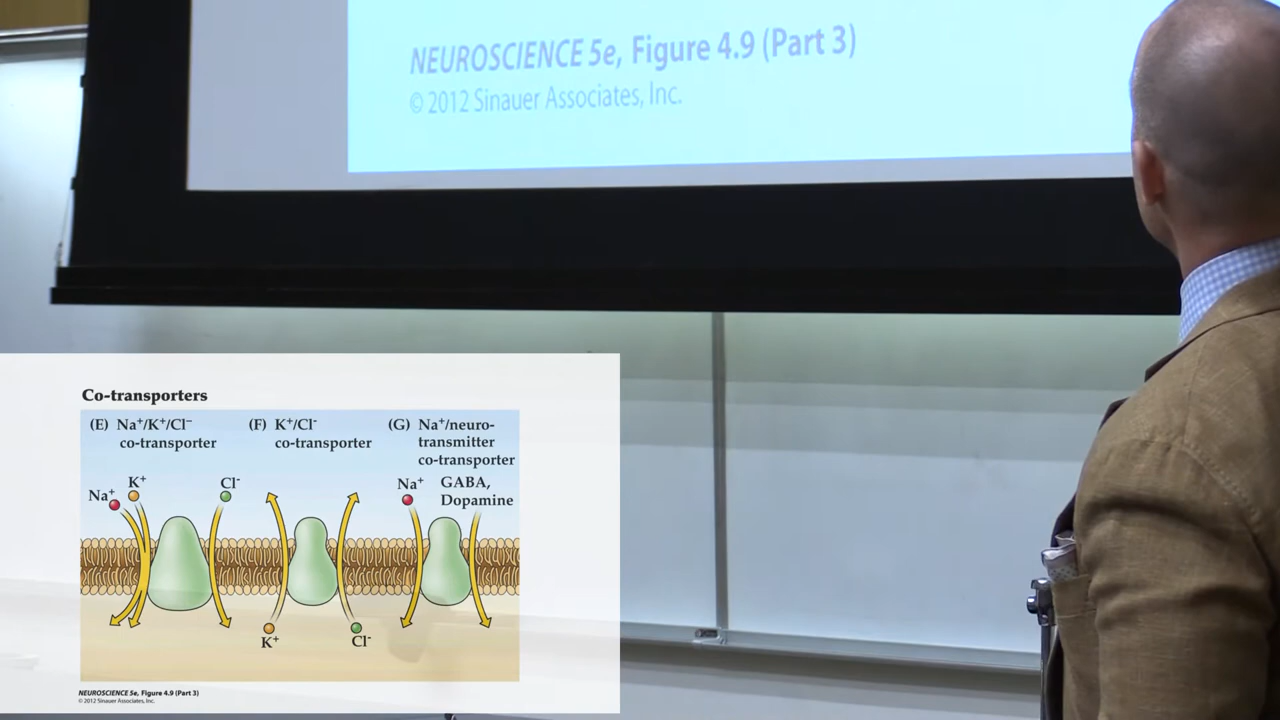 NEUROSCIENCE 5e, Figure 4.9 (Part 3)
© 2012 Sinauer Associates, Inc.
Co-transporters
(E) Na⁺/K⁺/Cl⁻
co-transporter
(F) K⁺/Cl⁻
co-transporter
(G) Na⁺/neuro-
transmitter
co-transporter
Na⁺
K⁺
Cl⁻
K⁺
Cl⁻
Na⁺
GABA,
Dopamine
NEUROSCIENCE 5e, Figure 4.9 (Part 3)
© 2012 Sinauer Associates, Inc.